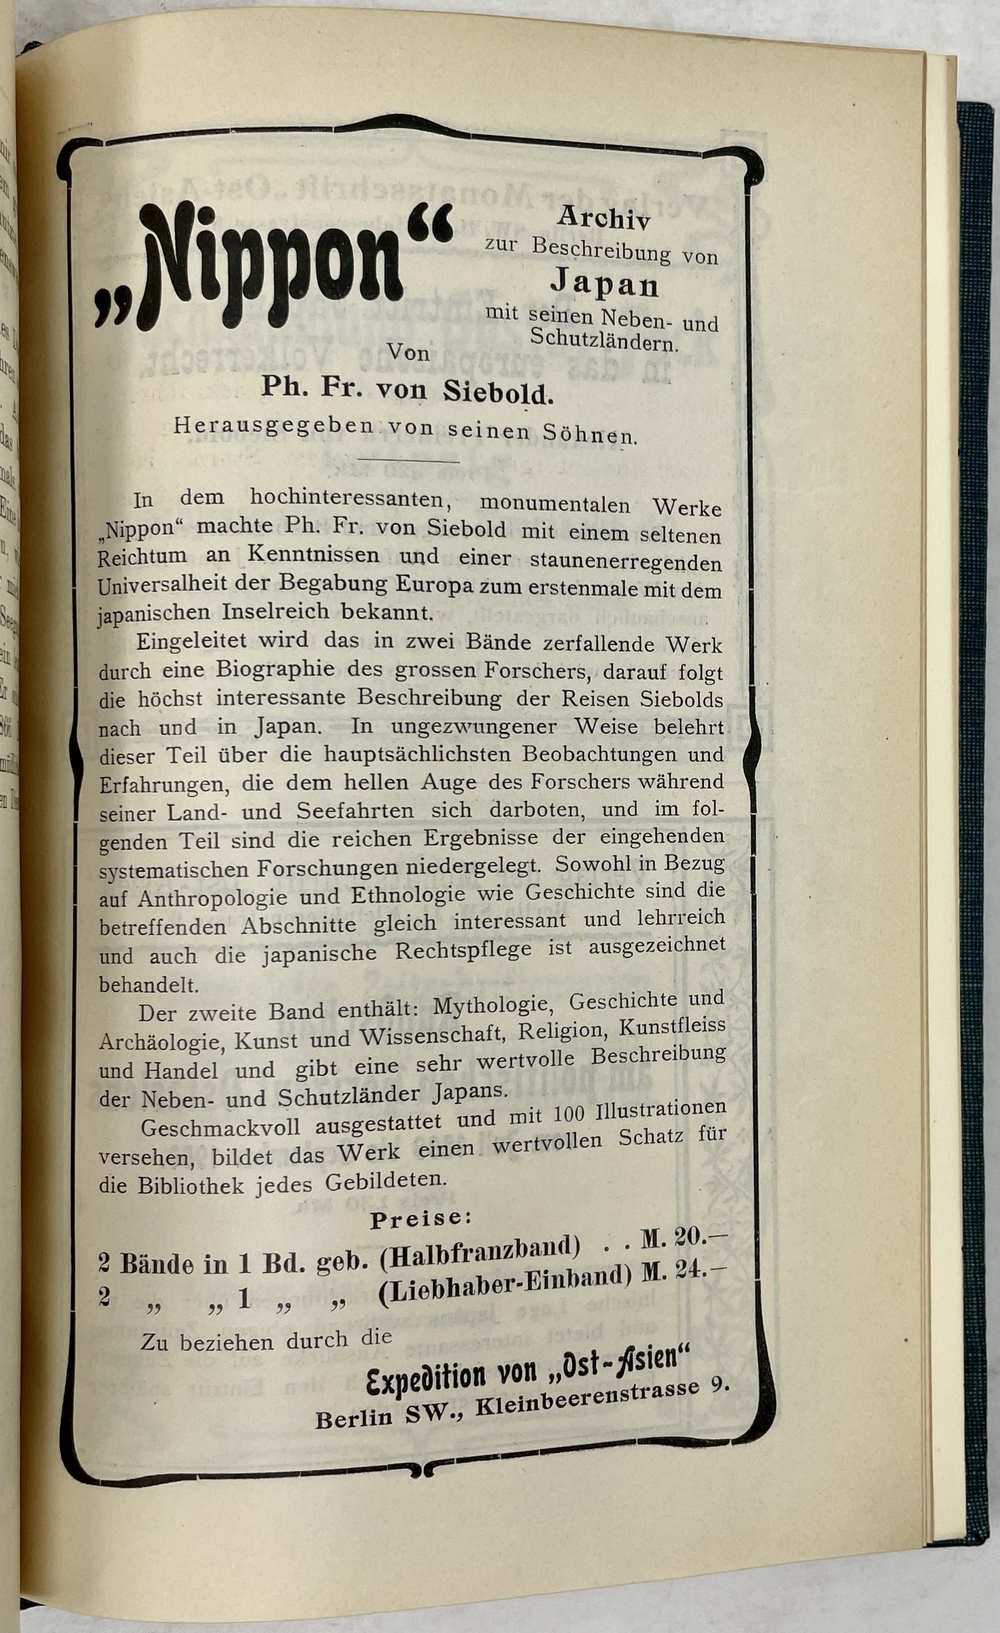 „Nippon“
Archiv
zur Beschreibung von
Japan
mit seinen Neben- und
Schutzländern.
Von
Ph. Fr. von Siebold.
Herausgegeben von seinen Söhnen.
In dem hochinteressanten, monumentalen Werke
„Nippon“ machte Ph. Fr. von Siebold mit einem seltenen
Reichtum an Kenntnissen und einer staunenerregenden
Universalheit der Begabung Europa zum erstenmale mit dem
japanischen Inselreich bekannt.
Eingeleitet wird das in zwei Bände zerfallende Werk
durch eine Biographie des grossen Forschers, darauf folgt
die höchst interessante Beschreibung der Reisen Siebolds
nach und in Japan. In ungezwungener Weise belehrt
dieser Teil über die hauptsächlichsten Beobachtungen und
Erfahrungen, die dem hellen Auge des Forschers während
seiner Land- und Seefahrten sich darboten, und im fol-
genden Teil sind die reichen Ergebnisse der eingehenden
systematischen Forschungen niedergelegt. Sowohl in Bezug
auf Anthropologie und Ethnologie wie Geschichte sind die
betreffenden Abschnitte gleich interessant und lehrreich
und auch die japanische Rechtspflege ist ausgezeichnet
behandelt.
Der zweite Band enthält: Mythologie, Geschichte und
Archäologie, Kunst und Wissenschaft, Religion, Kunstfleiss
und Handel und gibt eine sehr wertvolle Beschreibung
der Neben- und Schutzländer Japans.
Geschmackvoll ausgestattet und mit 100 Illustrationen
versehen, bildet das Werk einen wertvollen Schatz für
die Bibliothek jedes Gebildeten.
Preise:
2 Bände in 1 Bd. geb. (Halbfranzband) . . M. 20.—
2 „ „ 1 „ „ (Liebhaber-Einband) M. 24.—
Zu beziehen durch die
Expedition von „Ost-Asien“
Berlin SW., Kleinbeerenstrasse 9.